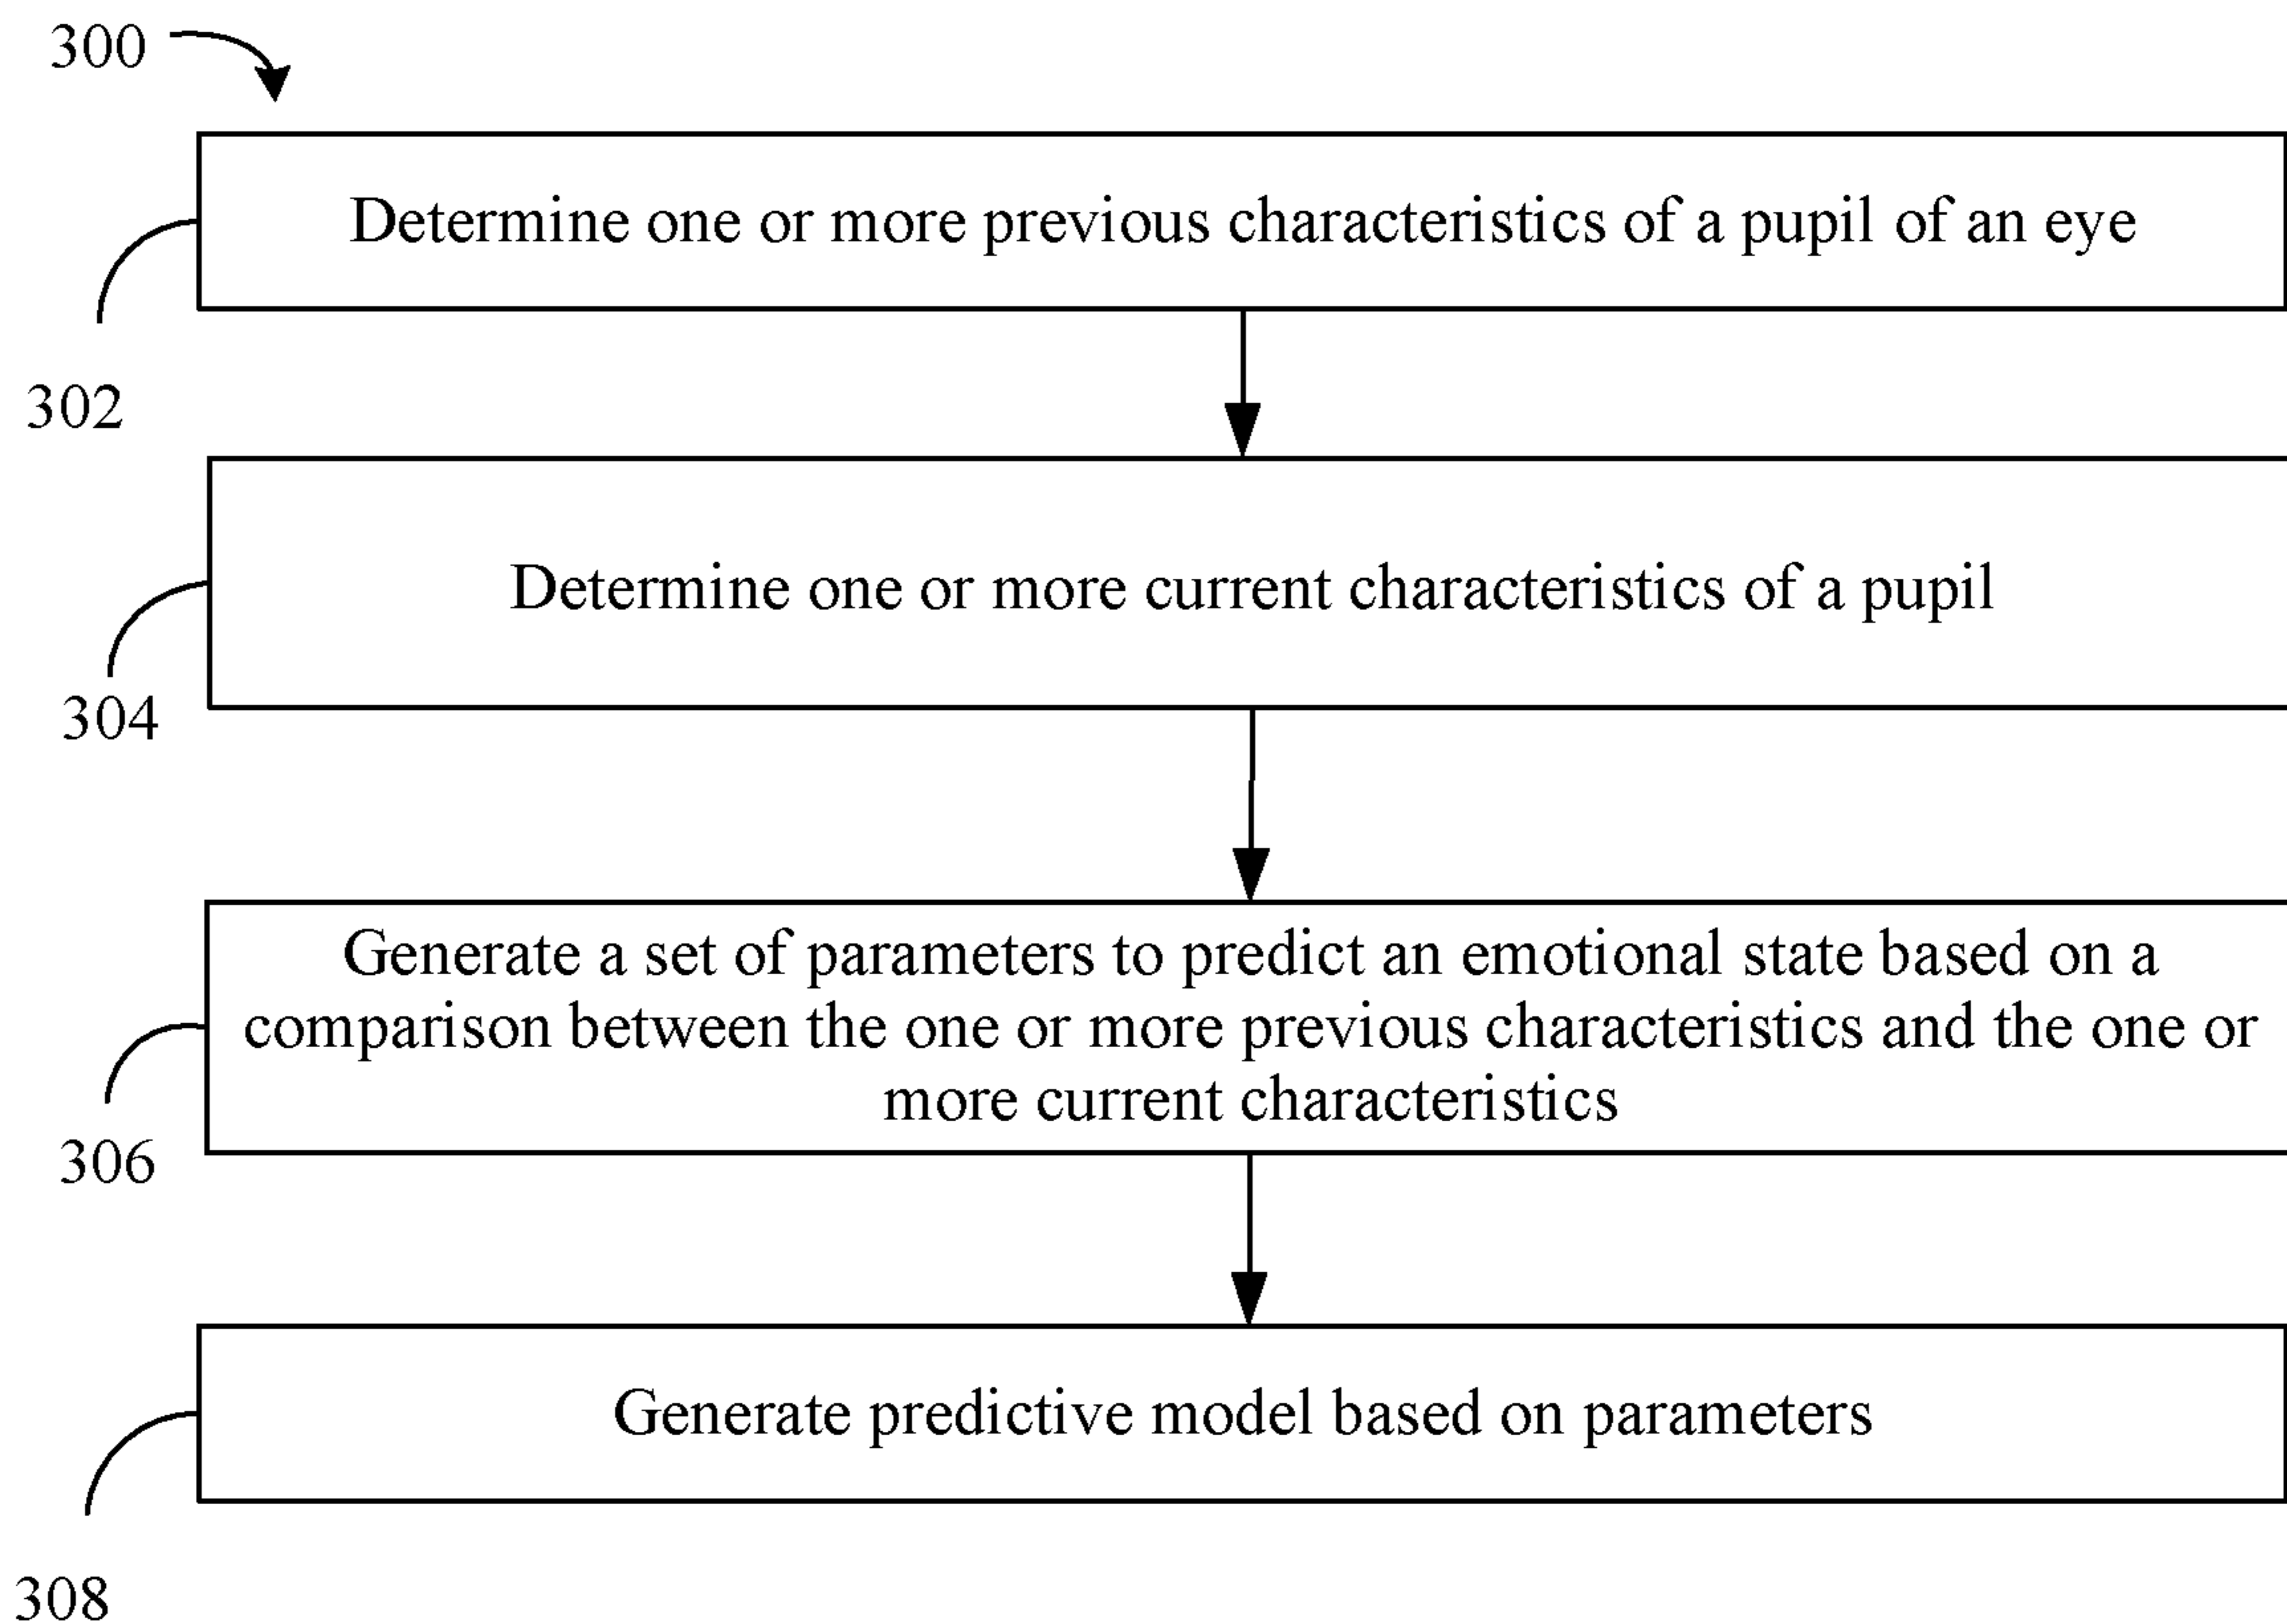 300
Determine one or more previous characteristics of a pupil of an eye
302
Determine one or more current characteristics of a pupil
304
Generate a set of parameters to predict an emotional state based on a
comparison between the one or more previous characteristics and the one or
more current characteristics
306
Generate predictive model based on parameters
308